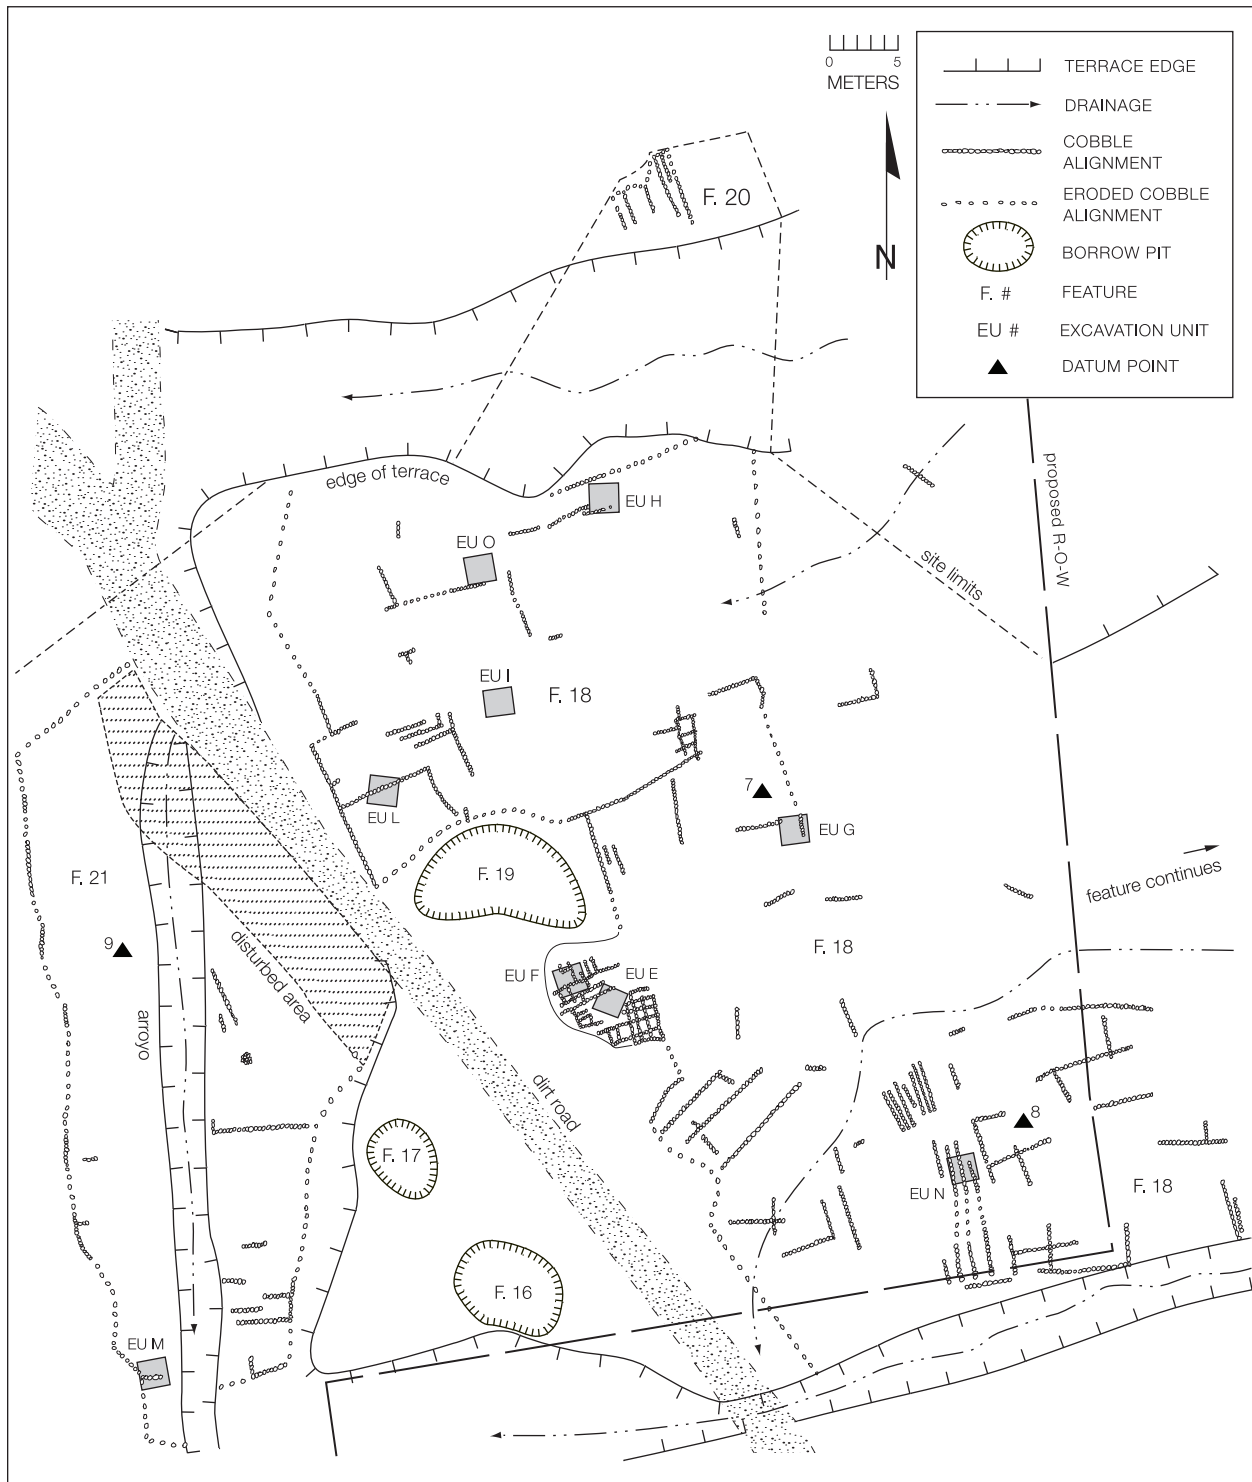 0 5
METERS
N
TERRACE EDGE
DRAINAGE
COBBLE
ALIGNMENT
ERODED COBBLE
ALIGNMENT
BORROW PIT
F. # FEATURE
EU # EXCAVATION UNIT
DATUM POINT
F. 20
edge of terrace
EU H
EU O
proposed R-O-W
site limits
EU I
F. 18
7
EU L
EU G
F. 19
F. 21
feature continues
9
disturbed area
EU F
EU E
F. 18
arroyo
dirt road
8
F. 17
EU N
F. 18
F. 16
EU M